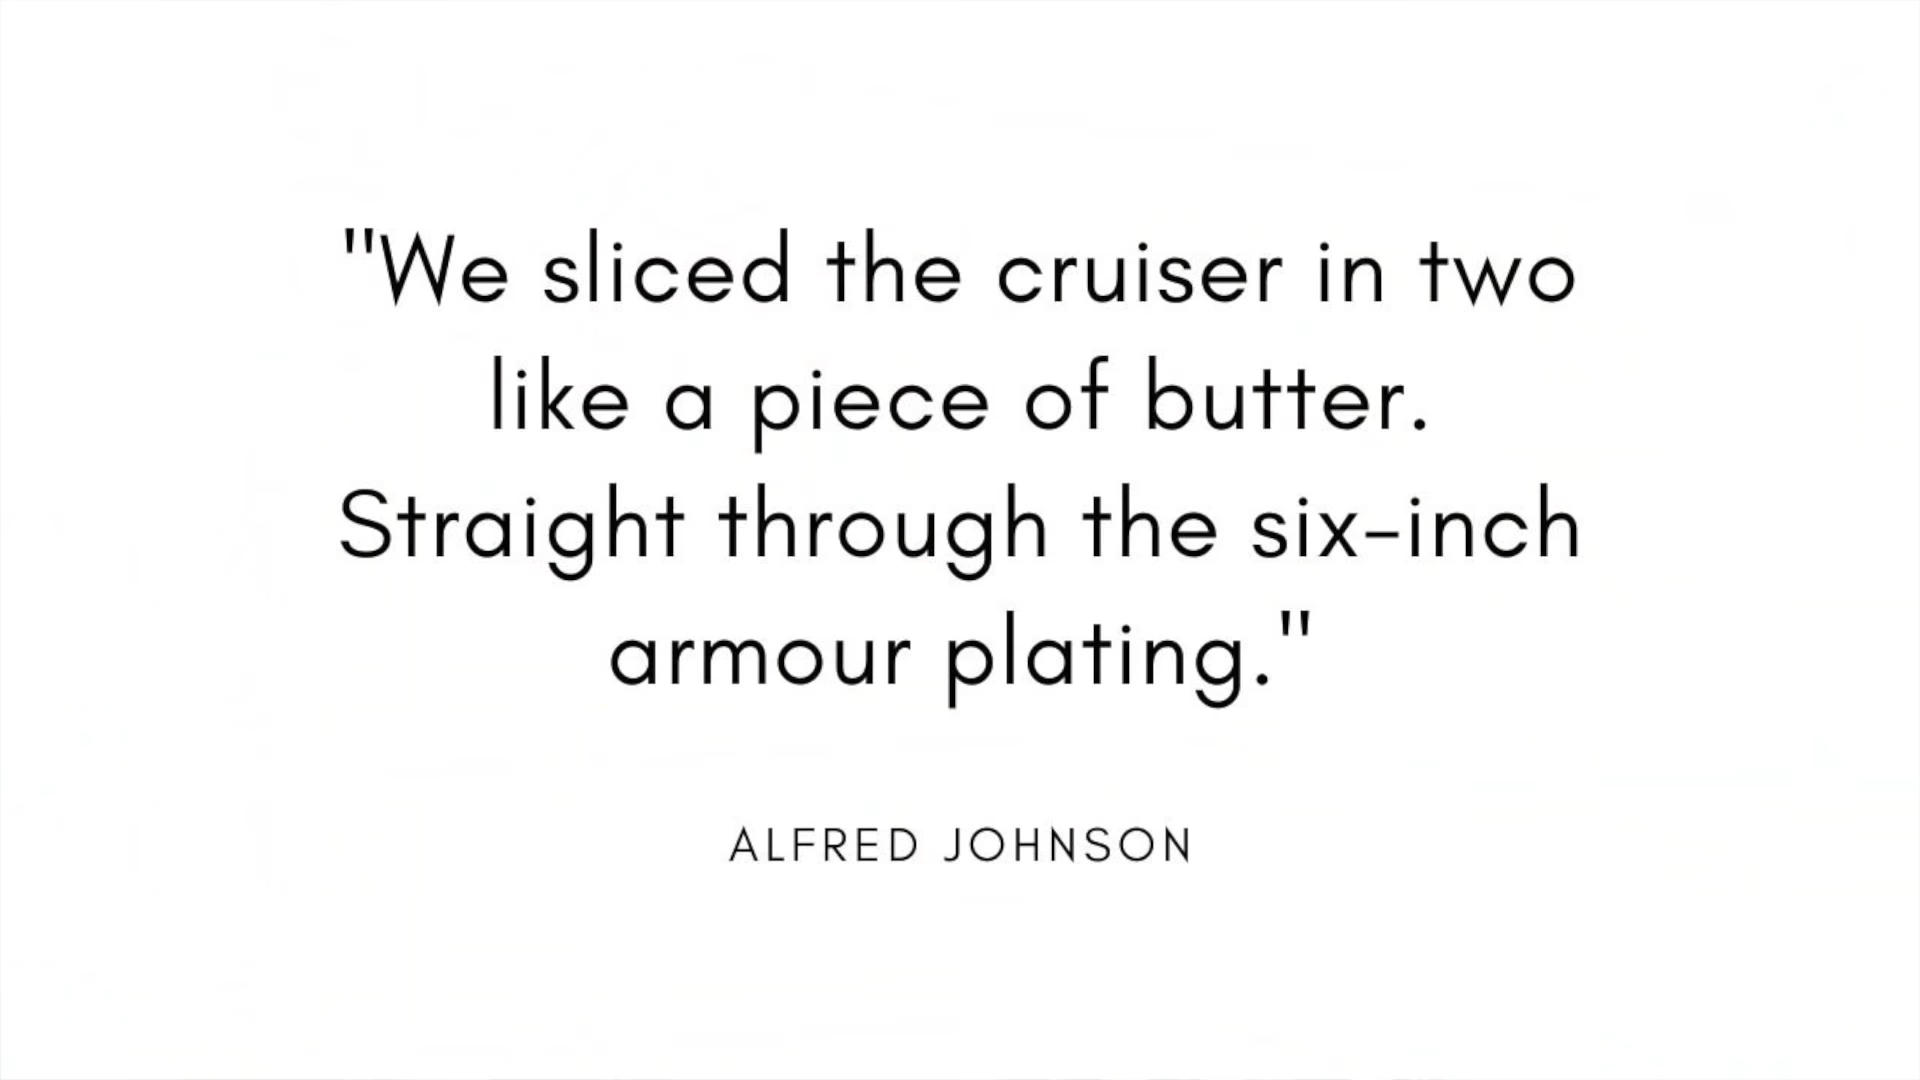 "We sliced the cruiser in two
like a piece of butter.
Straight through the six-inch
armour plating."
ALFRED JOHNSON